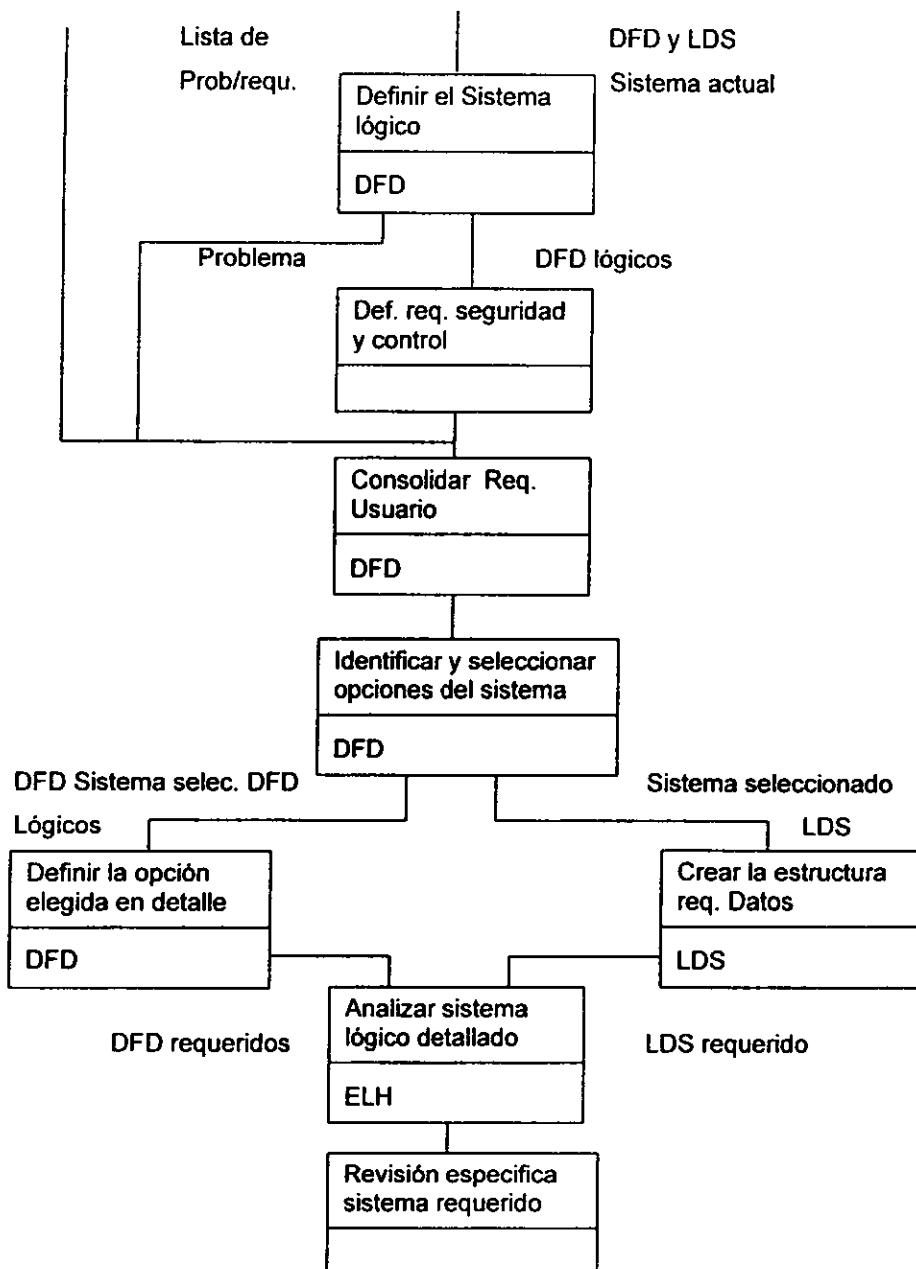 Lista de
Prob/requ.
DFD y LDS
Sistema actual
Definir el Sistema
lógico
DFD
Problema
DFD lógicos
Def. req. seguridad
y control
Consolidar Req.
Usuario
DFD
Identificar y seleccionar
opciones del sistema
DFD
DFD Sistema selec. DFD
Lógicos
Sistema seleccionado
LDS
Definir la opción
elegida en detalle
DFD
Crear la estructura
req. Datos
LDS
DFD requeridos
Analizar sistema
lógico detallado
ELH
LDS requerido
Revisión especifica
sistema requerido